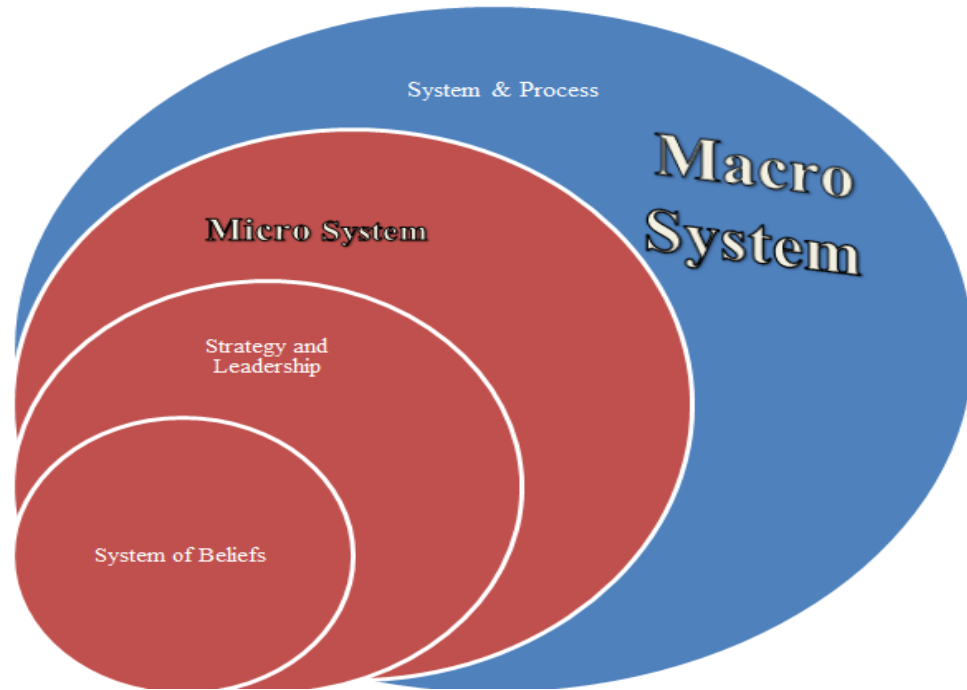 System & Process
Macro
System
Micro System
Strategy and
Leadership
System of Beliefs